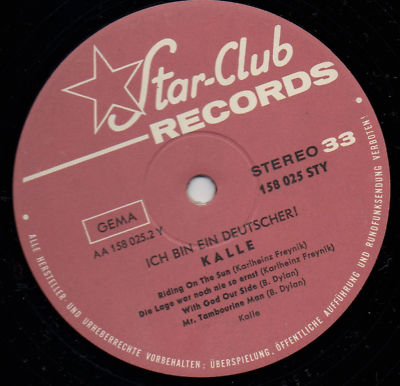 Star-Club
RECORDS
STEREO 33
158 025 STY
GEMA
AA 158 025.2 Y
ICH BIN EIN DEUTSCHER!
KALLE
Riding On The Sun (Karlheinz Freynik)
Die Lage war noch nie so ernst (Karlheinz Freynik)
With God Our Side (B. Dylan)
Mr. Tambourine Man (B. Dylan)
Kalle
• ALLE HERSTELLER- UND URHEBERRECHTE VORBEHALTEN; ÜBERSPIELUNG, ÖFFENTLICHE AUFFÜHRUNG UND RUNDFUNKSENDUNG VERBOTEN! •